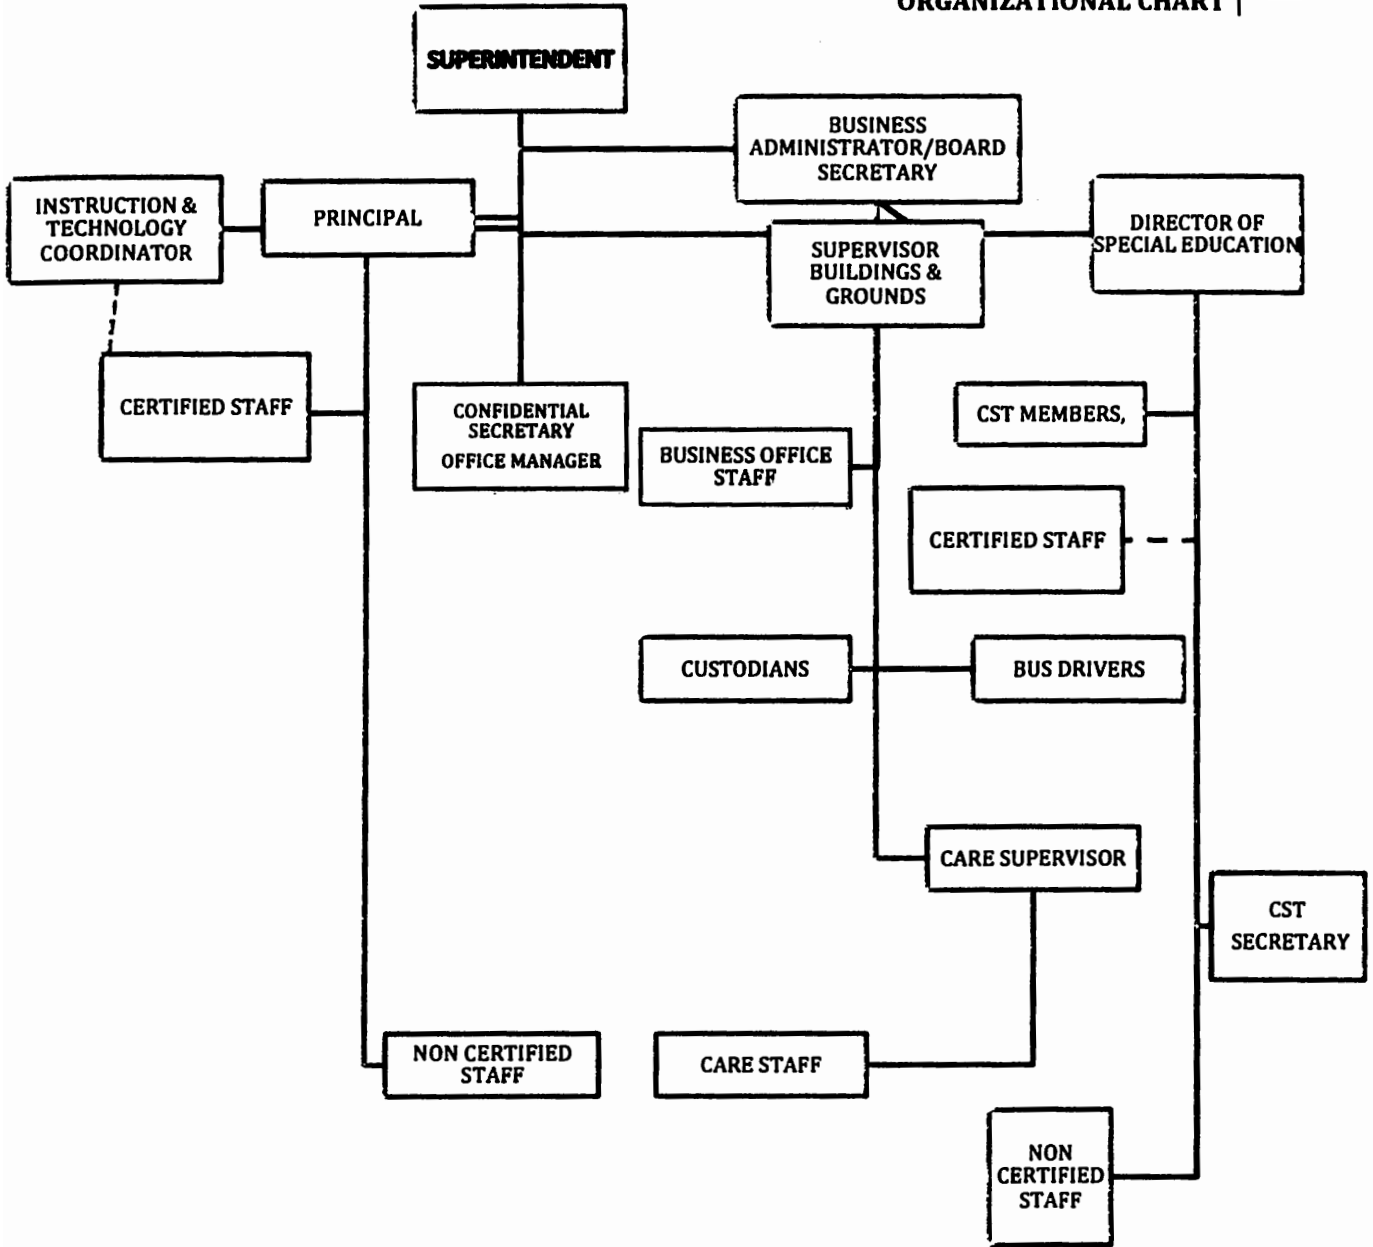 ORGANIZATIONAL CHART
SUPERINTENDENT
BUSINESS
ADMINISTRATOR/BOARD
SECRETARY
INSTRUCTION &
TECHNOLOGY
COORDINATOR
PRINCIPAL
SUPERVISOR
BUILDINGS &
GROUNDS
DIRECTOR OF
SPECIAL EDUCATION
CERTIFIED STAFF
CONFIDENTIAL
SECRETARY
OFFICE MANAGER
BUSINESS OFFICE
STAFF
CST MEMBERS,
CERTIFIED STAFF
CUSTODIANS
BUS DRIVERS
CARE SUPERVISOR
CST
SECRETARY
NON CERTIFIED
STAFF
CARE STAFF
NON
CERTIFIED
STAFF